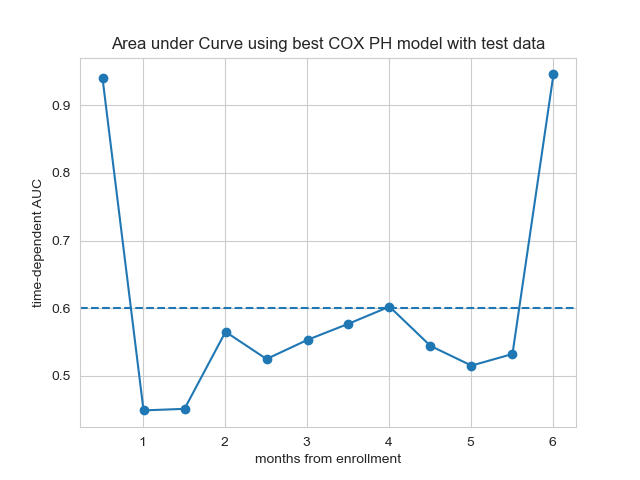 Area under Curve using best COX PH model with test data
time-dependent AUC
0.9
0.8
0.7
0.6
0.5
1 2 3 4 5 6
months from enrollment